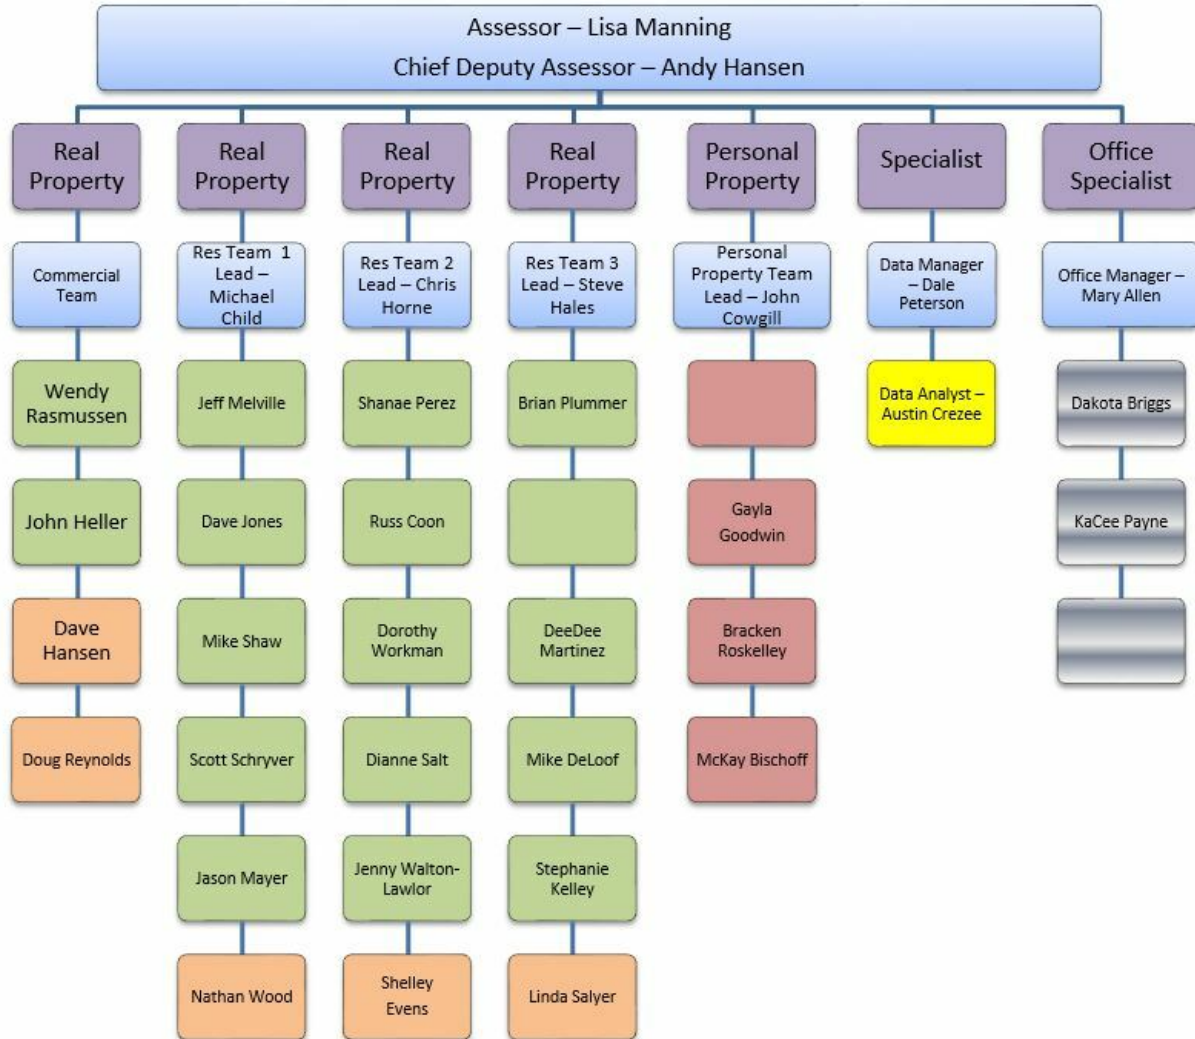 Assessor – Lisa Manning
Chief Deputy Assessor – Andy Hansen
Real
Property
Real
Property
Real
Property
Real
Property
Personal
Property
Specialist
Office
Specialist
Commercial
Team
Res Team 1
Lead –
Michael
Child
Res Team 2
Lead – Chris
Horne
Res Team 3
Lead – Steve
Hales
Personal
Property Team
Lead – John
Cowgill
Data Manager
– Dale
Peterson
Office Manager –
Mary Allen
Wendy
Rasmussen
Jeff Melville
Shanae Perez
Brian Plummer
Data Analyst –
Austin Crezee
Dakota Briggs
John Heller
Dave Jones
Russ Coon
Gayla
Goodwin
KaCee Payne
Dave
Hansen
Mike Shaw
Dorothy
Workman
DeeDee
Martinez
Bracken
Roskelley
Doug Reynolds
Scott Schryver
Dianne Salt
Mike DeLoof
McKay Bischoff
Jason Mayer
Jenny Walton-
Lawlor
Stephanie
Kelley
Nathan Wood
Shelley
Evens
Linda Salyer